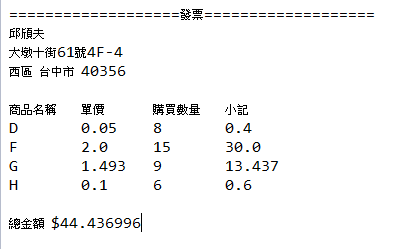 ===================發票===================
邱頎夫
大墩十街61號4F-4
西區 台中市 40356
商品名稱 單價 購買數量 小記
D 0.05 8 0.4
F 2.0 15 30.0
G 1.493 9 13.437
H 0.1 6 0.6
總金額 $44.436996